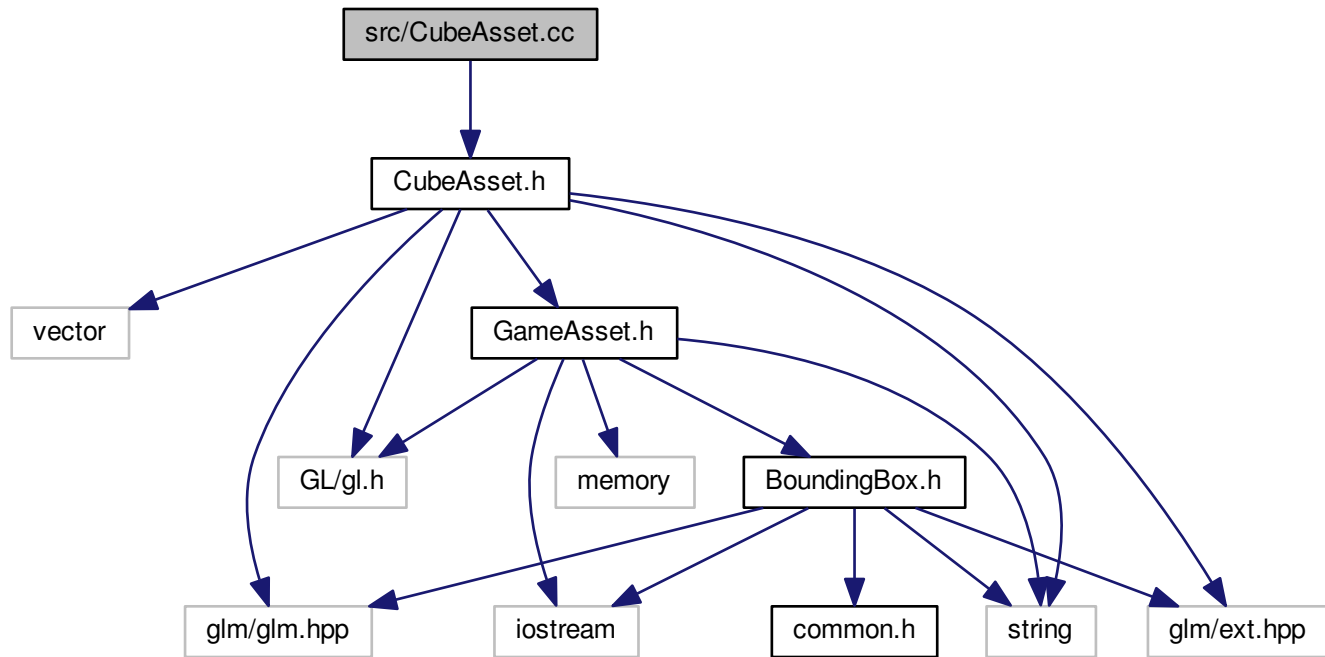 src/CubeAsset.cc
CubeAsset.h
vector
GameAsset.h
GL/gl.h
memory
BoundingBox.h
glm/glm.hpp
iostream
common.h
string
glm/ext.hpp